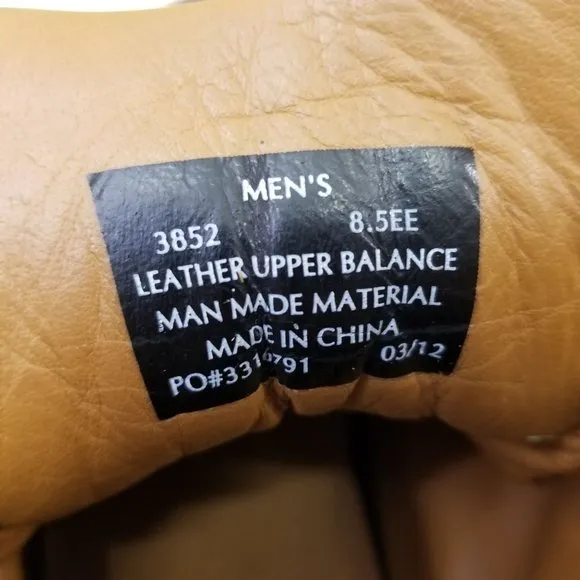 MEN'S
3852 8.5EE
LEATHER UPPER BALANCE
MAN MADE MATERIAL
MADE IN CHINA
03/12